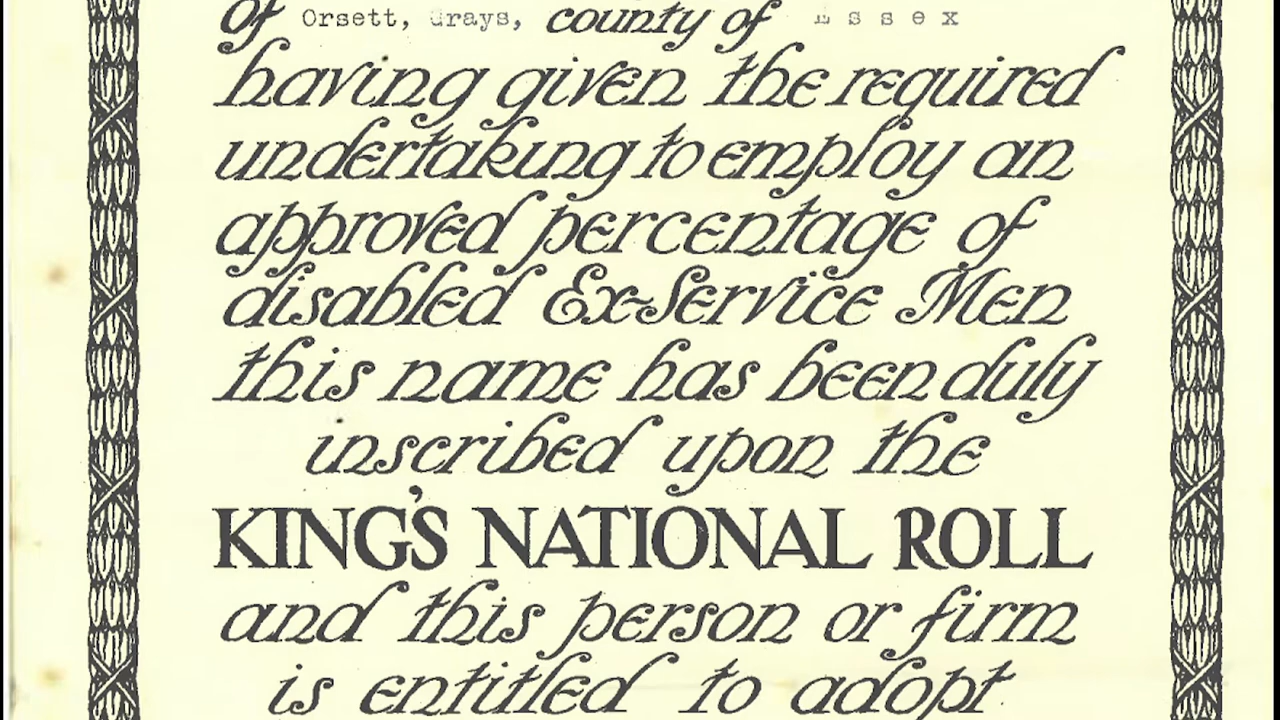 of Orsett, Grays, county of Essex
having given the required
undertaking to employ an
approved percentage of
disabled Ex-Service Men
this name has been duly
inscribed upon the
KING'S NATIONAL ROLL
and this person or firm
is entitled to adopt